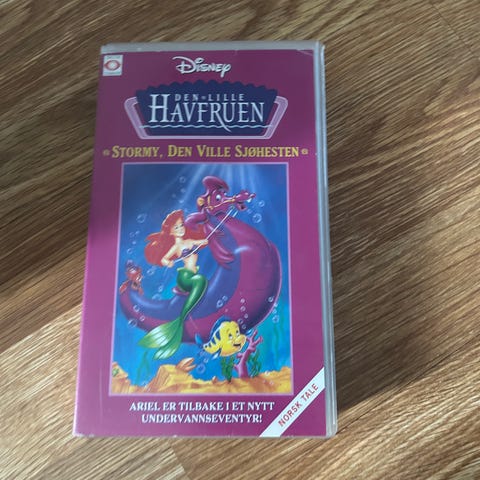 Disney
DEN LILLE
HAVFRUEN
STORMY, DEN VILLE SJØHESTEN
ARIEL ER TILBAKE I ET NYTT
UNDERVANNSEVENTYR!
NORSK TALE